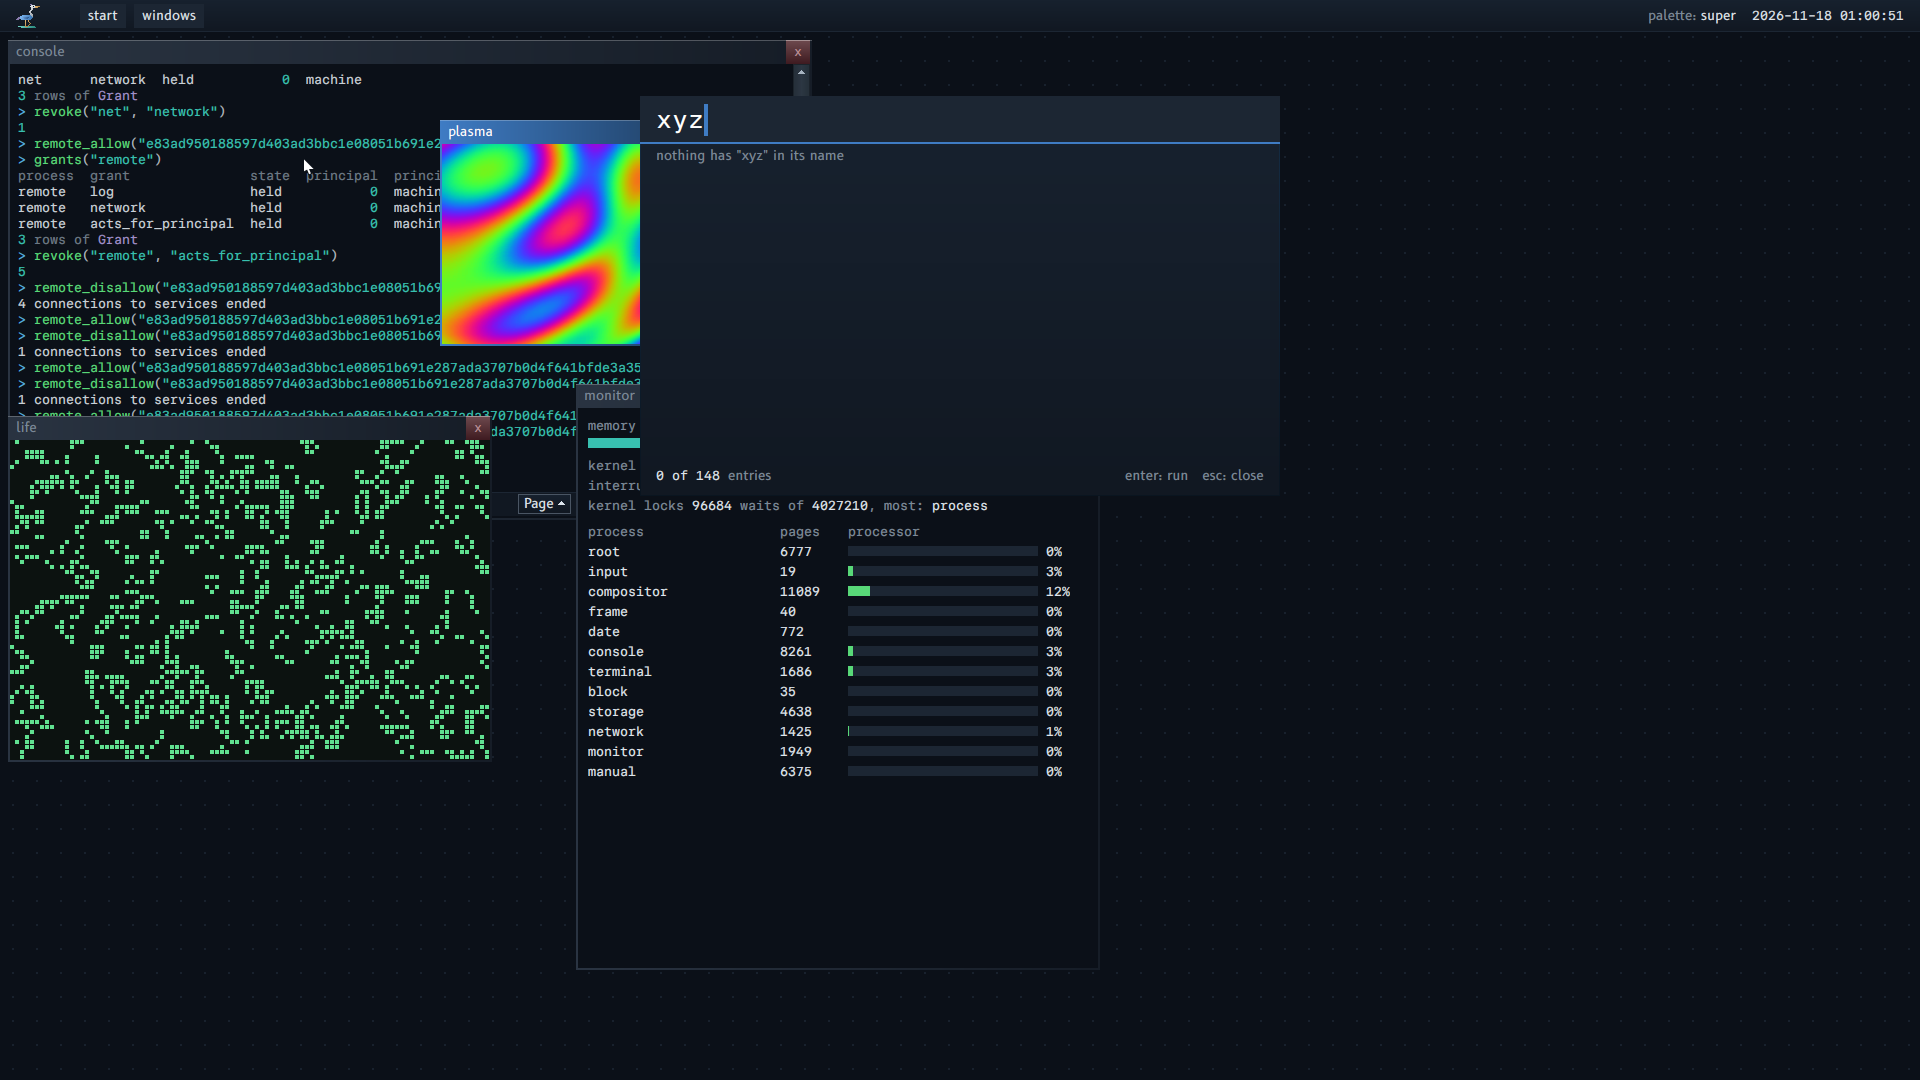 start windows palette: super 2026-11-18 01:00:51
console x
net network held 0 machine
3 rows of Grant
> revoke("net", "network")
1
> remote_allow("e83ad950188597d403ad3bbc1e08051b691e2
> grants("remote")
process grant state principal princi
remote log held 0 machin
remote network held 0 machin
remote acts_for_principal held 0 machin
3 rows of Grant
> revoke("remote", "acts_for_principal")
5
> remote_disallow("e83ad950188597d403ad3bbc1e08051b69
4 connections to services ended
> remote_allow("e83ad950188597d403ad3bbc1e08051b691e2
> remote_disallow("e83ad950188597d403ad3bbc1e08051b69
1 connections to services ended
> remote_allow("e83ad950188597d403ad3bbc1e08051b691e287ada3707b0d4f641bfde3a35
> remote_disallow("e83ad950188597d403ad3bbc1e08051b691e287ada3707b0d4f641bfde3
1 connections to services ended
> remote_allow("e83ad950188597d403ad3bbc1e08051b691e287ada3707b0d4f641
da3707b0d4f
Page
plasma
xyz
nothing has "xyz" in its name
0 of 148 entries enter: run esc: close
life x
monitor
memory
kernel
interru
kernel locks 96684 waits of 4027210, most: process
process pages processor
root 6777 0%
input 19 3%
compositor 11089 12%
frame 40 0%
date 772 0%
console 8261 3%
terminal 1686 3%
block 35 0%
storage 4638 0%
network 1425 1%
monitor 1949 0%
manual 6375 0%